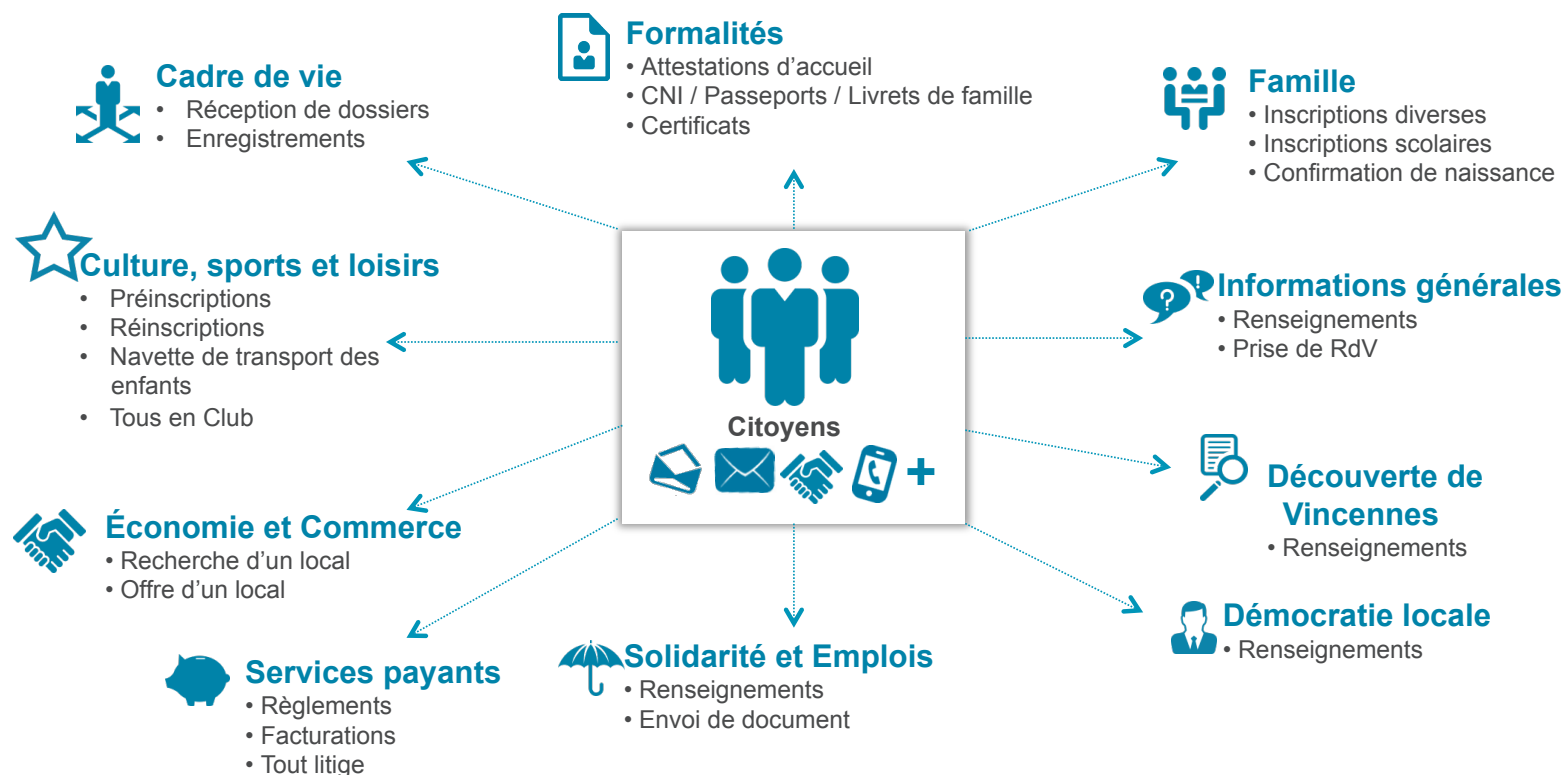 Formalités
• Attestations d'accueil
• CNI / Passeports / Livrets de famille
• Certificats
Cadre de vie
• Réception de dossiers
• Enregistrements
Famille
• Inscriptions diverses
• Inscriptions scolaires
• Confirmation de naissance
Culture, sports et loisirs
• Préinscriptions
• Réinscriptions
• Navette de transport des
enfants
• Tous en Club
Informations générales
• Renseignements
• Prise de RdV
Citoyens
+
Découverte de
Vincennes
• Renseignements
Économie et Commerce
• Recherche d'un local
• Offre d'un local
Démocratie locale
• Renseignements
Services payants
• Règlements
• Facturations
• Tout litige
Solidarité et Emplois
• Renseignements
• Envoi de document